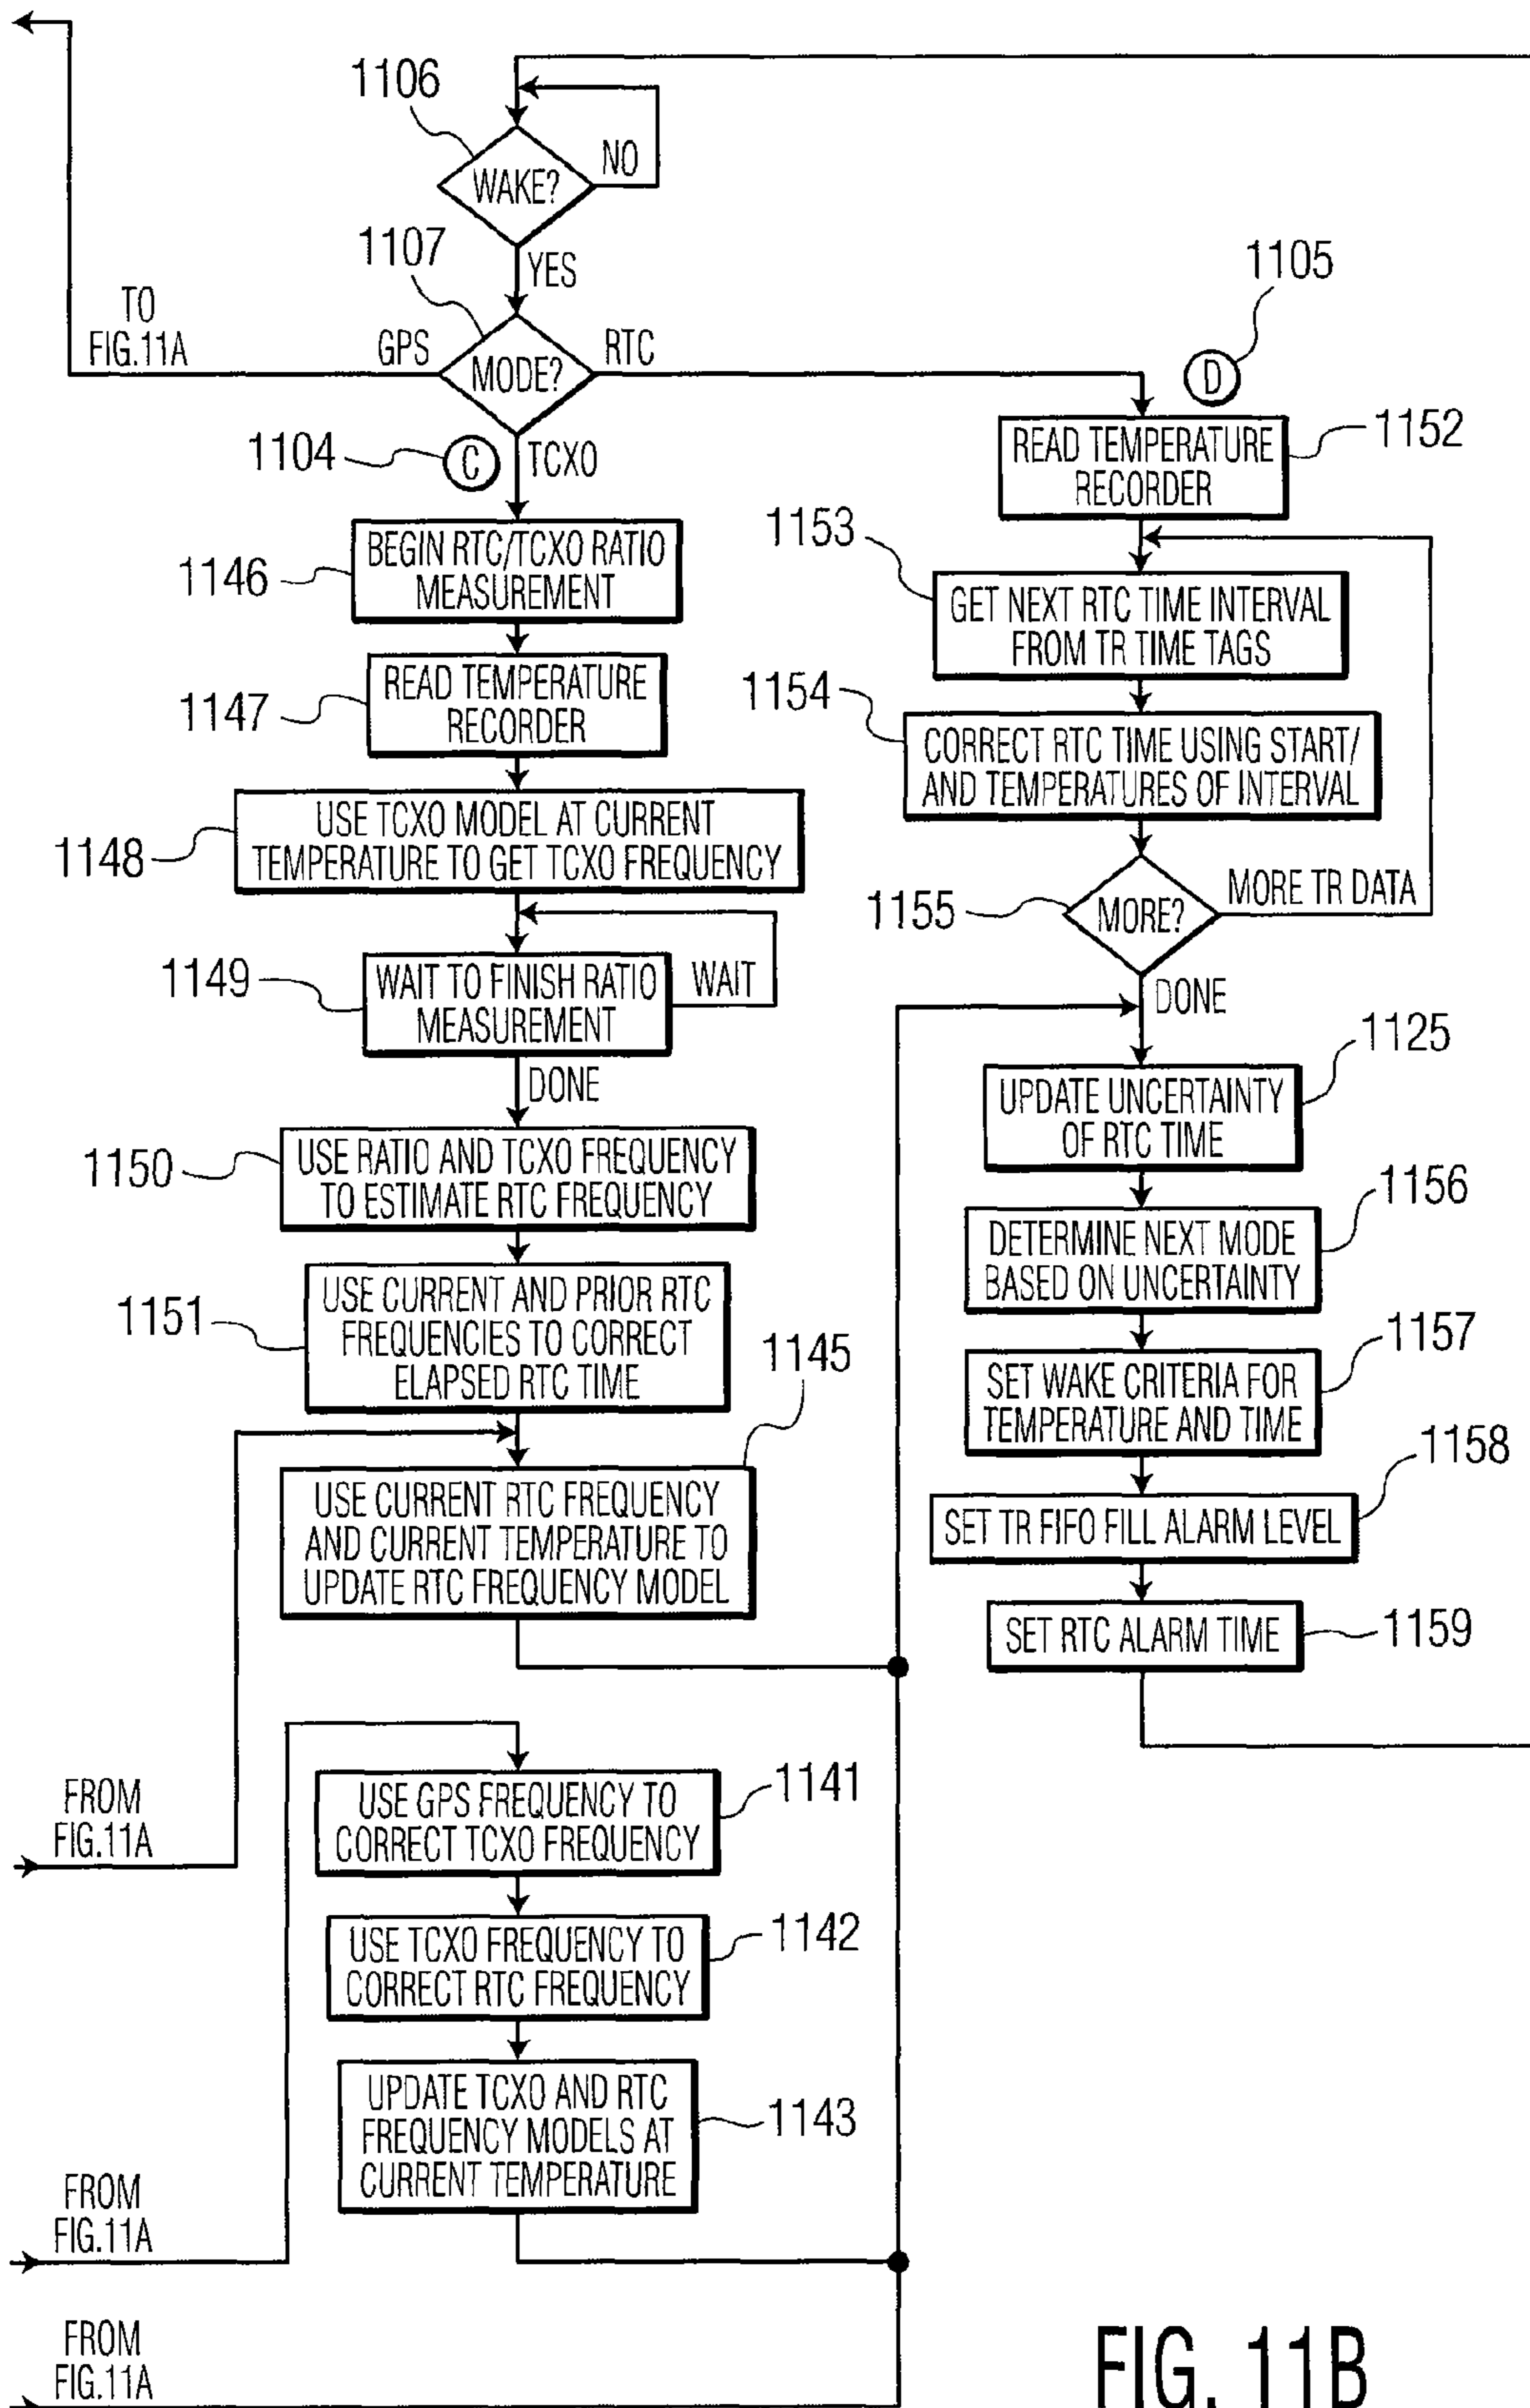 1106
WAKE?
NO
YES
1107
TO
FIG.11A
GPS
MODE?
RTC
1105
D
1104
C
TCXO
1152
READ TEMPERATURE
RECORDER
1146
BEGIN RTC/TCXO RATIO
MEASUREMENT
1153
GET NEXT RTC TIME INTERVAL
FROM TR TIME TAGS
1147
READ TEMPERATURE
RECORDER
1154
CORRECT RTC TIME USING START/
AND TEMPERATURES OF INTERVAL
1148
USE TCXO MODEL AT CURRENT
TEMPERATURE TO GET TCXO FREQUENCY
1155
MORE?
MORE TR DATA
DONE
1149
WAIT TO FINISH RATIO
MEASUREMENT
WAIT
DONE
1125
UPDATE UNCERTAINTY
OF RTC TIME
1150
USE RATIO AND TCXO FREQUENCY
TO ESTIMATE RTC FREQUENCY
1156
DETERMINE NEXT MODE
BASED ON UNCERTAINTY
1151
USE CURRENT AND PRIOR RTC
FREQUENCIES TO CORRECT
ELAPSED RTC TIME
1157
SET WAKE CRITERIA FOR
TEMPERATURE AND TIME
1145
USE CURRENT RTC FREQUENCY
AND CURRENT TEMPERATURE TO
UPDATE RTC FREQUENCY MODEL
1158
SET TR FIFO FILL ALARM LEVEL
SET RTC ALARM TIME
1159
FROM
FIG.11A
USE GPS FREQUENCY TO
CORRECT TCXO FREQUENCY
1141
USE TCXO FREQUENCY TO
CORRECT RTC FREQUENCY
1142
UPDATE TCXO AND RTC
FREQUENCY MODELS AT
CURRENT TEMPERATURE
1143
FROM
FIG.11A
FROM
FIG.11A
FIG. 11B